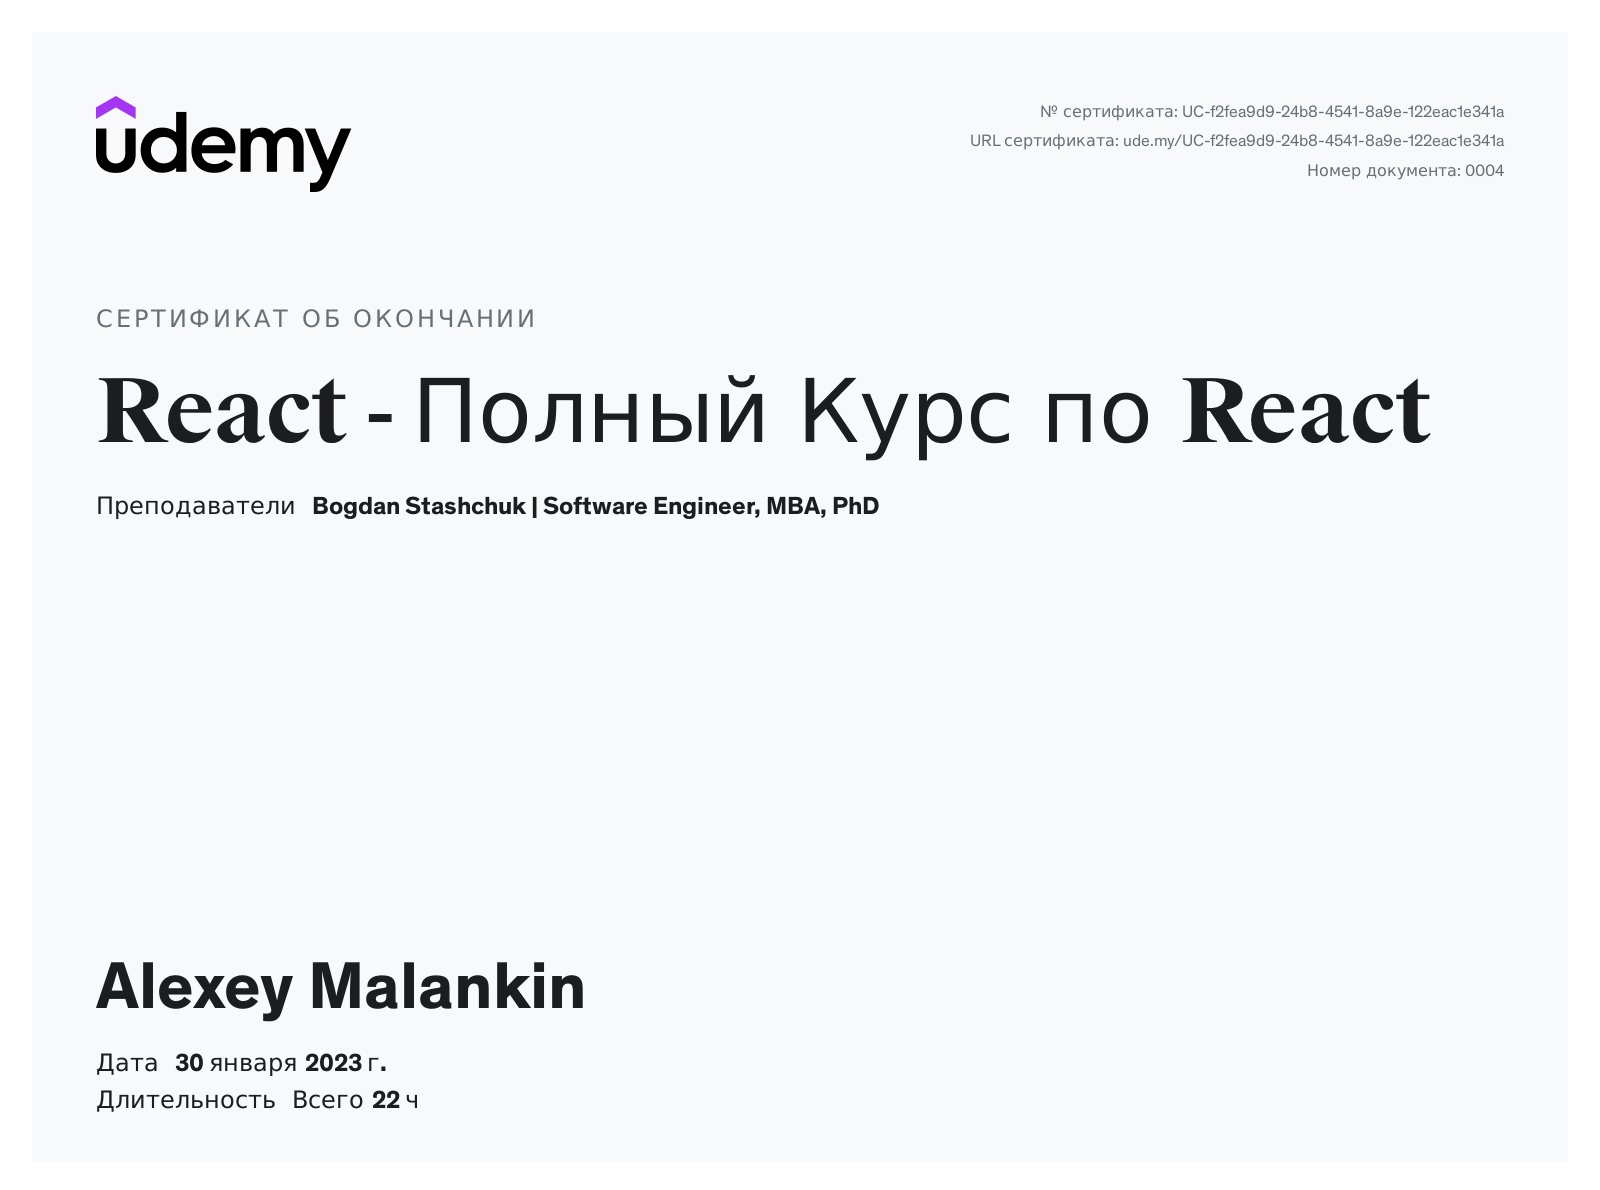 udemy
№ сертификата: UC-f2fea9d9-24b8-4541-8a9e-122eac1e341a
URL сертификата: ude.my/UC-f2fea9d9-24b8-4541-8a9e-122eac1e341a
Номер документа: 0004
СЕРТИФИКАТ ОБ ОКОНЧАНИИ
React - Полный Курс по React
Преподаватели Bogdan Stashchuk | Software Engineer, MBA, PhD
Alexey Malankin
Дата 30 января 2023 г.
Длительность Всего 22 ч